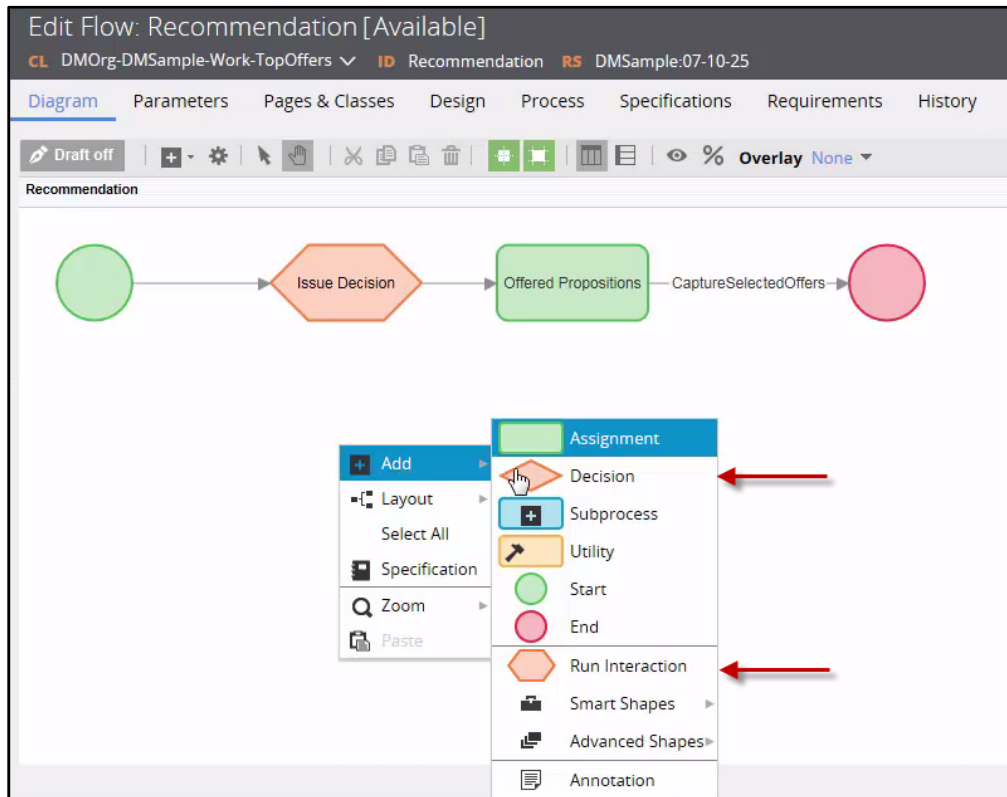 Edit Flow: Recommendation [Available]
CL DMOrg-DMSample-Work-TopOffers ID Recommendation RS DMSample:07-10-25
Diagram Parameters Pages & Classes Design Process Specifications Requirements History
Draft off Overlay None
Recommendation
Issue Decision Offered Propositions CaptureSelectedOffers
Add
Layout
Select All
Specification
Zoom
Paste
Assignment
Decision
Subprocess
Utility
Start
End
Run Interaction
Smart Shapes
Advanced Shapes
Annotation